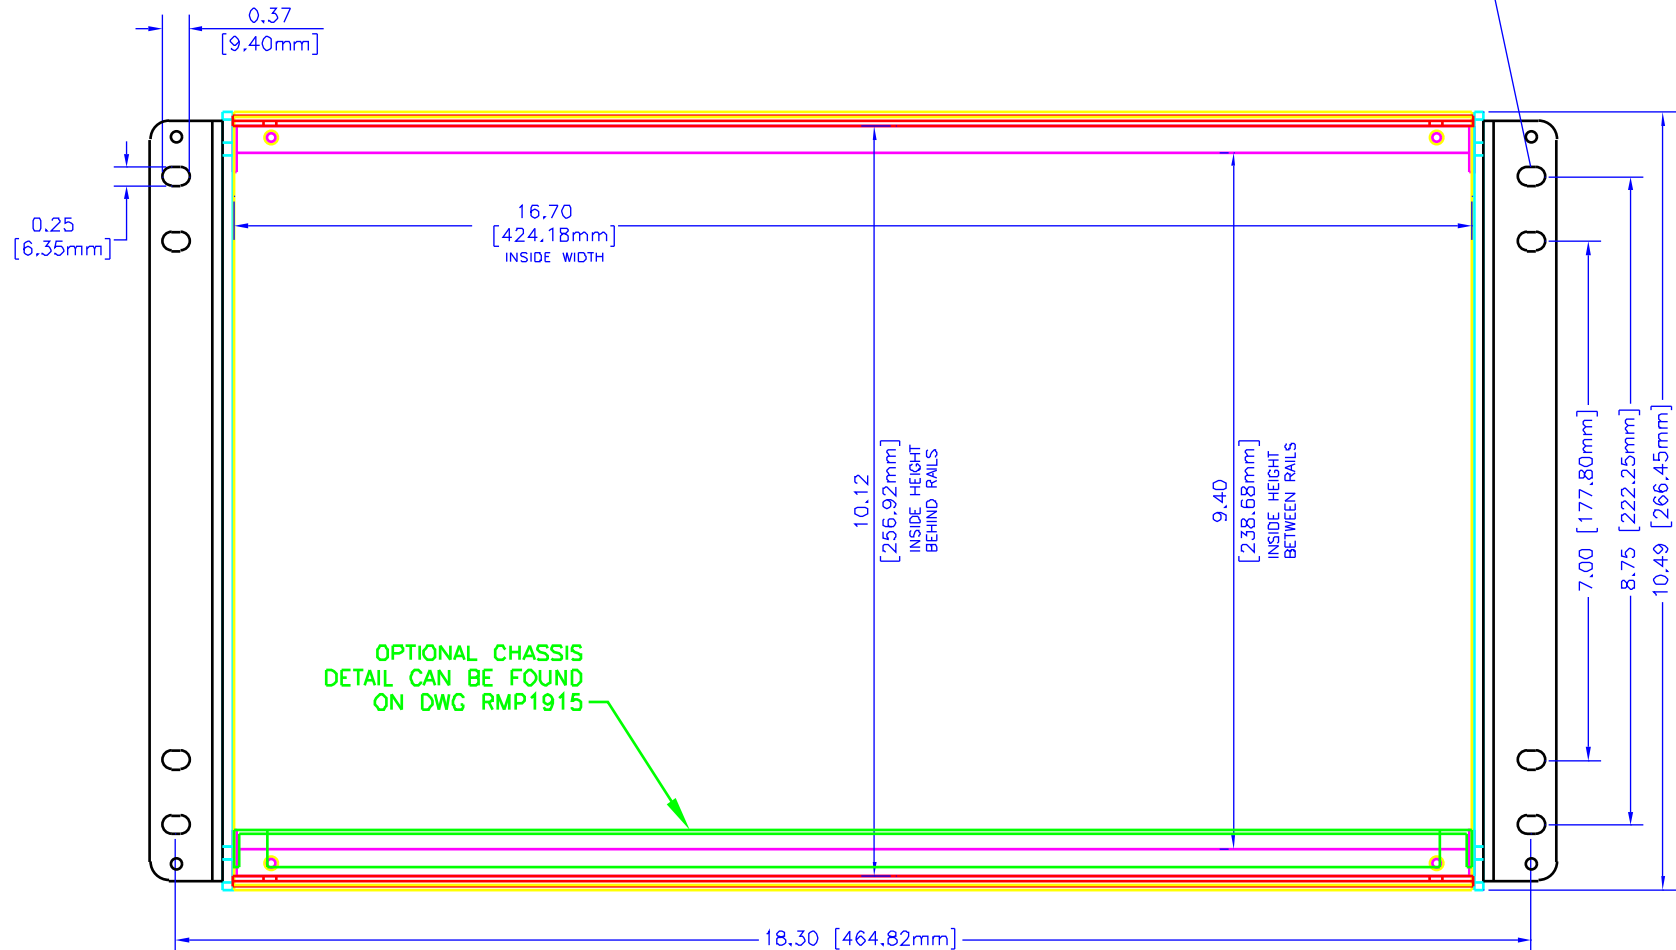 0.37
[9.40mm]
0.25
[6.35mm]
16.70
[424.18mm]
INSIDE WIDTH
10.12
[256.92mm]
INSIDE HEIGHT
BEHIND RAILS
9.40
[238.68mm]
INSIDE HEIGHT
BETWEEN RAILS
7.00 [177.80mm]
8.75 [222.25mm]
10.49 [266.45mm]
OPTIONAL CHASSIS
DETAIL CAN BE FOUND
ON DWG RMP1915
18.30 [464.82mm]